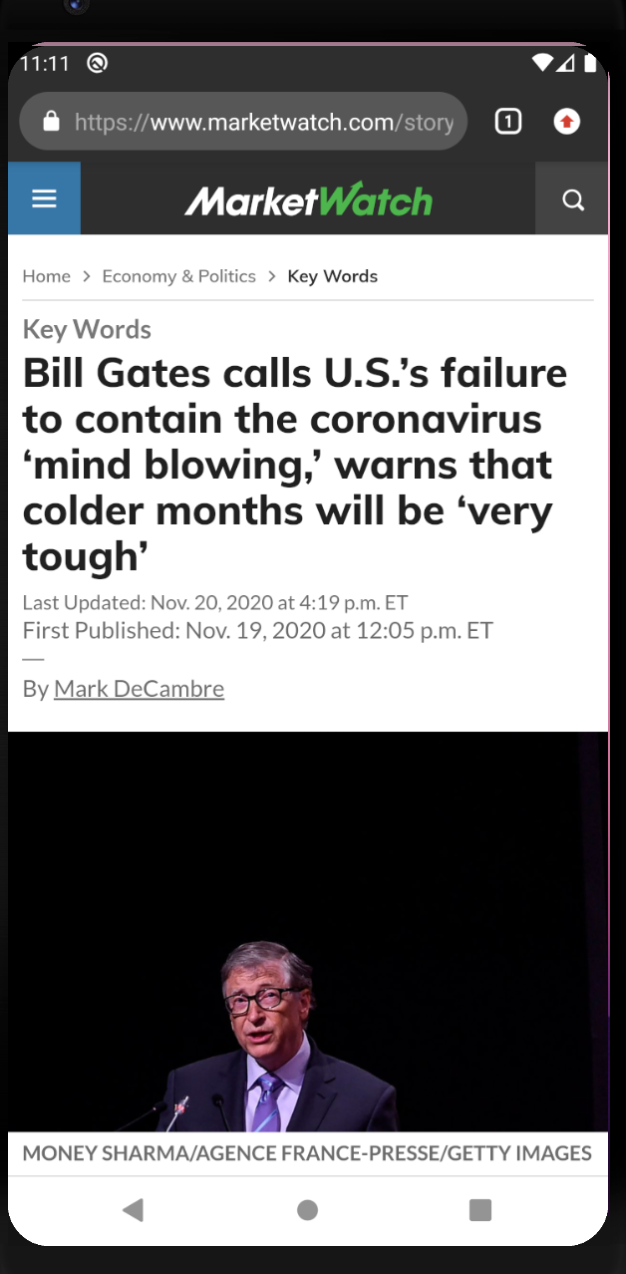 11:11
https://www.marketwatch.com/story
1
MarketWatch
Home > Economy & Politics > Key Words
Key Words
Bill Gates calls U.S.’s failure
to contain the coronavirus
‘mind blowing,’ warns that
colder months will be ‘very
tough’
Last Updated: Nov. 20, 2020 at 4:19 p.m. ET
First Published: Nov. 19, 2020 at 12:05 p.m. ET
—
By Mark DeCambre
MONEY SHARMA/AGENCE FRANCE-PRESSE/GETTY IMAGES